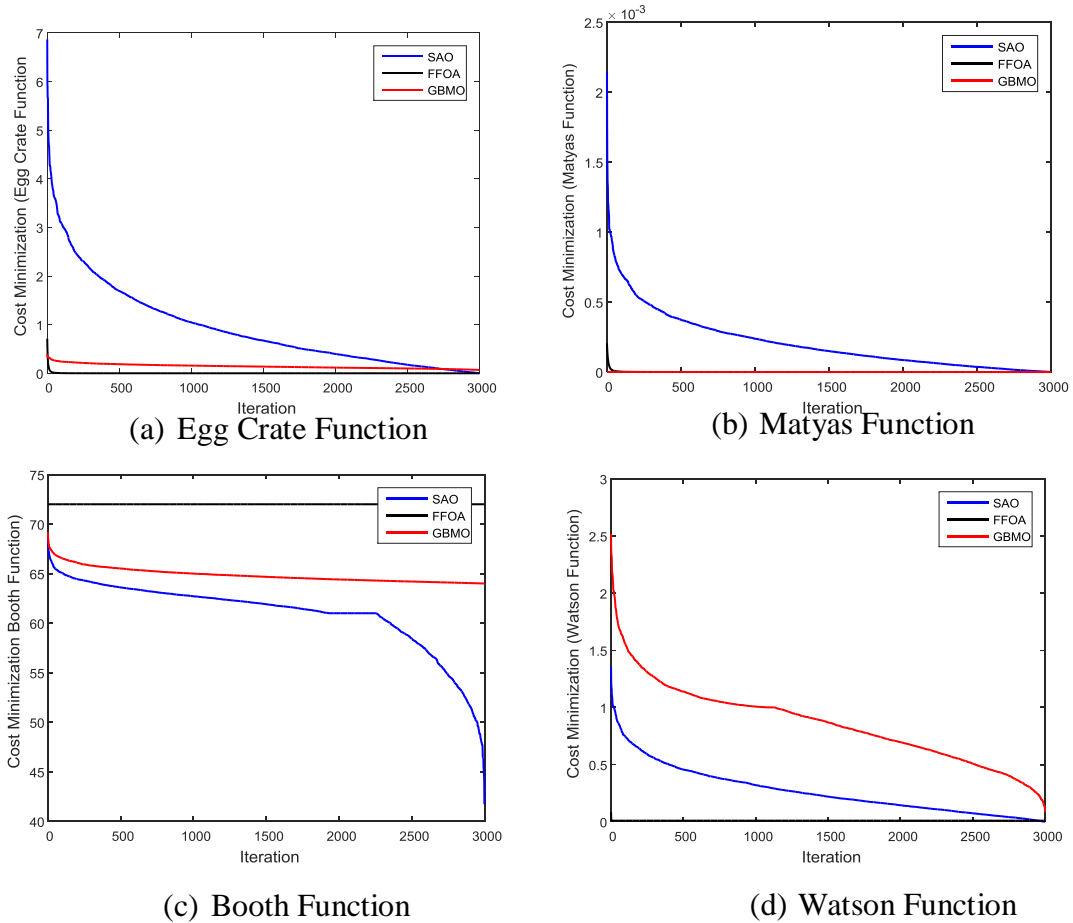 7
6
5
4
3
2
1
0
Cost Minimization (Egg Crate Function
SAO
FFOA
GBMO
0 500 1000 1500 2000 2500 3000
Iteration
(a) Egg Crate Function
× 10⁻³
2.5
2
1.5
1
0.5
0
Cost Minimization (Matyas Function)
SAO
FFOA
GBMO
0 500 1000 1500 2000 2500 3000
Iteration
(b) Matyas Function
75
70
65
60
55
50
45
40
Cost Minimization Booth Function)
SAO
FFOA
GBMO
0 500 1000 1500 2000 2500 3000
Iteration
(c) Booth Function
3
2.5
2
1.5
1
0.5
0
Cost Minimization (Watson Function)
SAO
FFOA
GBMO
0 500 1000 1500 2000 2500 3000
Iteration
(d) Watson Function